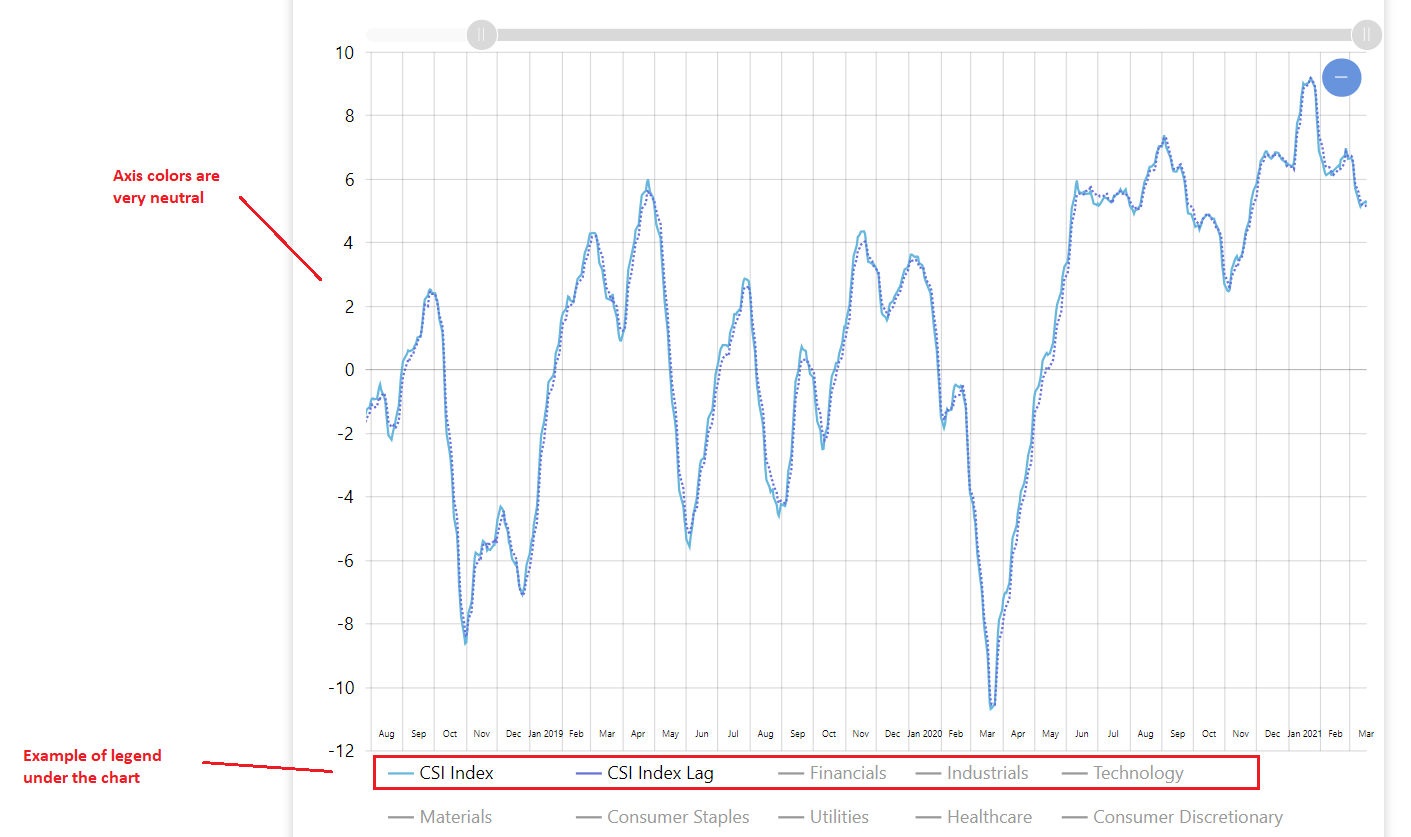 10
8
Axis colors are
very neutral
6
4
2
0
-2
-4
-6
-8
-10
Aug Sep Oct Nov Dec Jan 2019 Feb Mar Apr May Jun Jul Aug Sep Oct Nov Dec Jan 2020 Feb Mar Apr May Jun Jul Aug Sep Oct Nov Dec Jan 2021 Feb Mar
-12
Example of legend
under the chart
CSI Index CSI Index Lag Financials Industrials Technology
Materials Consumer Staples Utilities Healthcare Consumer Discretionary